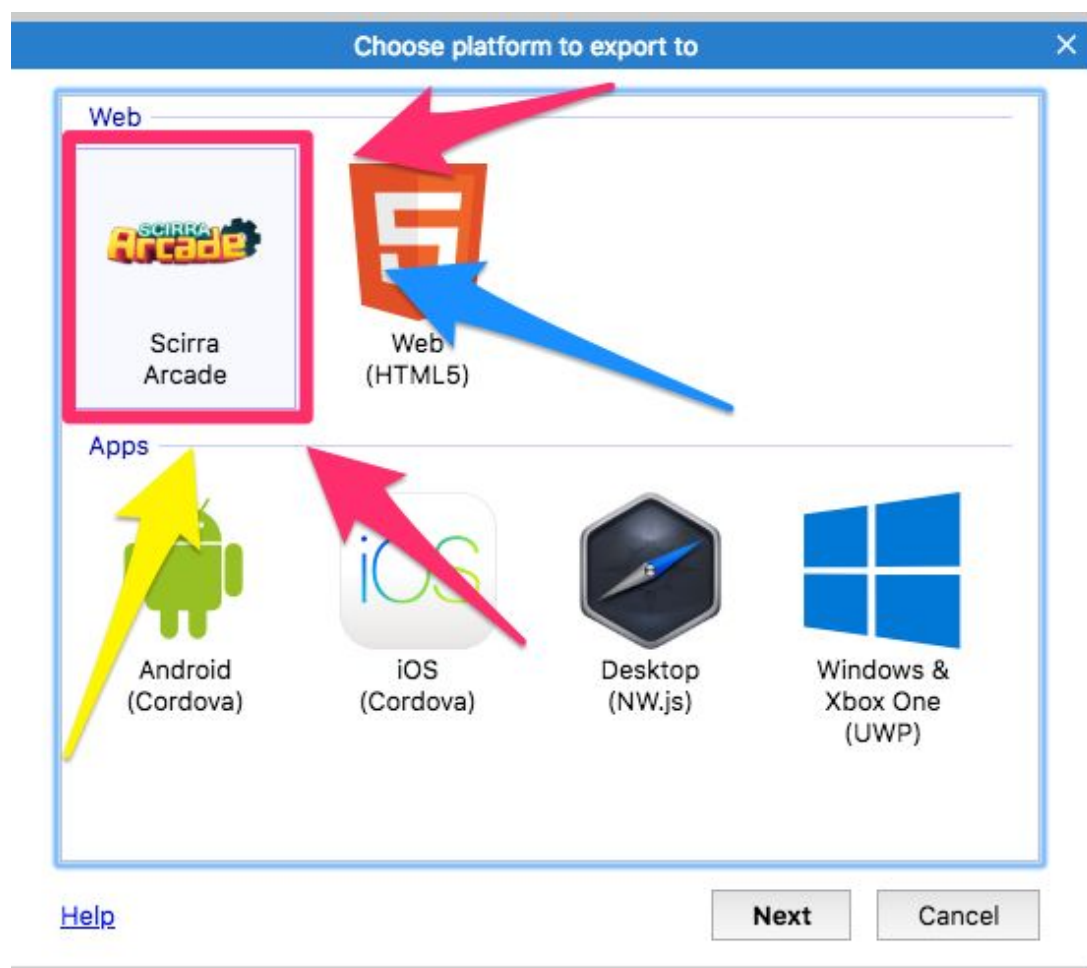 Choose platform to export to
Web
SCIRRA
Arcade
5
Scirra
Arcade
Web
(HTML5)
Apps
iOS
Android
(Cordova)
iOS
(Cordova)
Desktop
(NW.js)
Windows &
Xbox One
(UWP)
Help
Next
Cancel